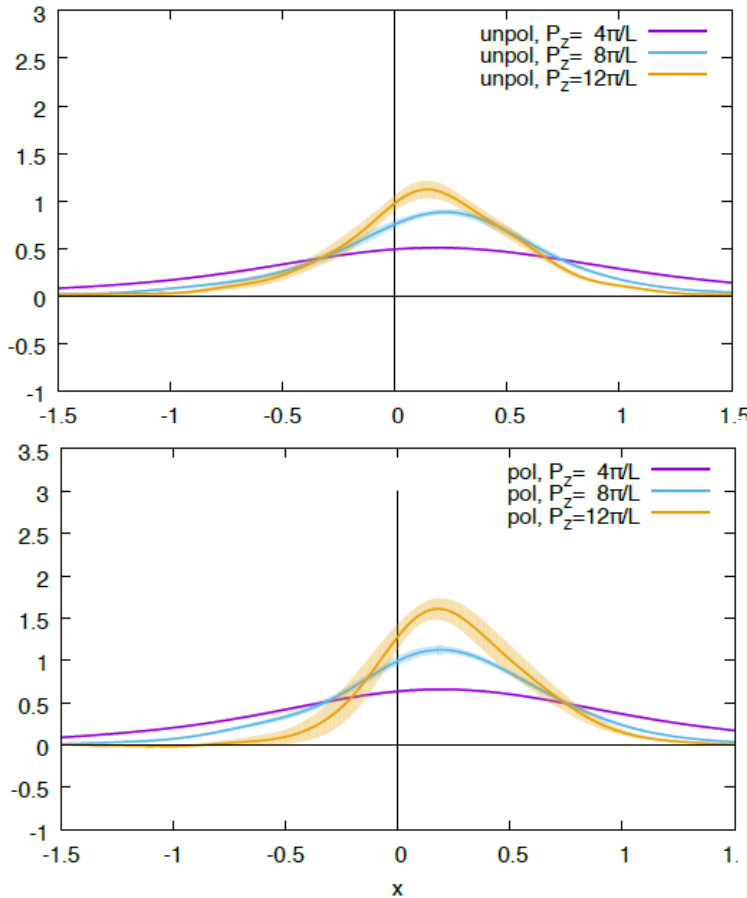 3
2.5
2
1.5
1
0.5
0
-0.5
-1
unpol, P_z= 4π/L
unpol, P_z= 8π/L
unpol, P_z=12π/L
-1.5 -1 -0.5 0 0.5 1 1.5
3.5
3
2.5
2
1.5
1
0.5
0
-0.5
-1
pol, P_z= 4π/L
pol, P_z= 8π/L
pol, P_z=12π/L
-1.5 -1 -0.5 0 0.5 1 1.
x